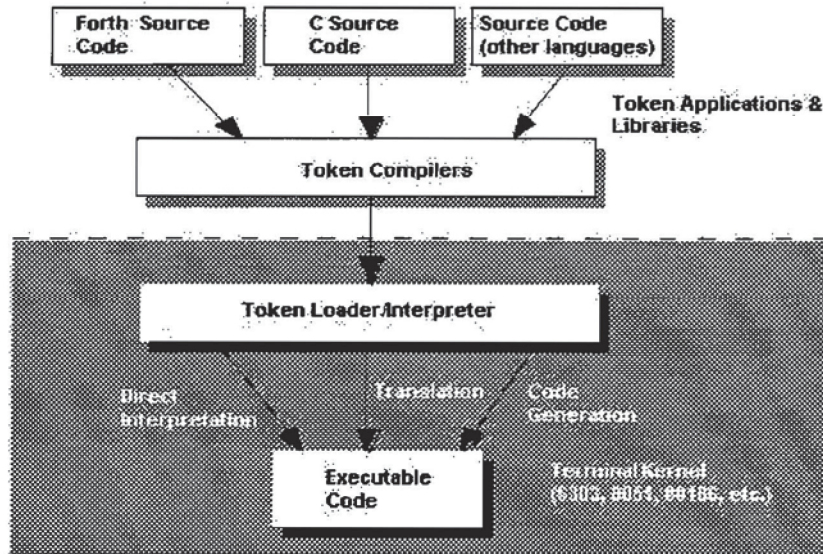 Forth Source
Code
C Source
Code
Source Code
(other languages)
Token Applications &
Libraries
Token Compilers
Token Loader/Interpreter
Direct
Interpretation
Translation
Code
Generation
Executable
Code
Terminal Kernel
(6303, 8051, 80186, etc.)